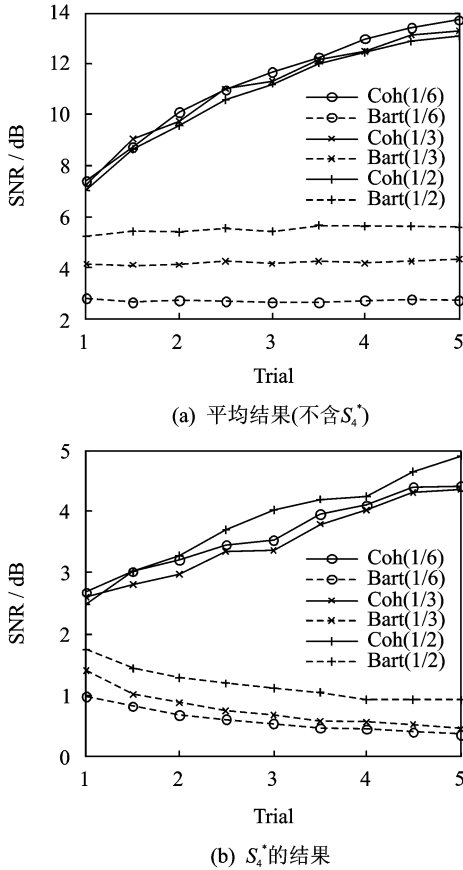 14
12
10
8
6
4
2
SNR / dB
Coh(1/6)
Bart(1/6)
Coh(1/3)
Bart(1/3)
Coh(1/2)
Bart(1/2)
1 2 3 4 5
Trial
(a) 平均结果(不含S₄*)
5
4
3
2
1
0
SNR / dB
Coh(1/6)
Bart(1/6)
Coh(1/3)
Bart(1/3)
Coh(1/2)
Bart(1/2)
1 2 3 4 5
Trial
(b) S₄*的结果